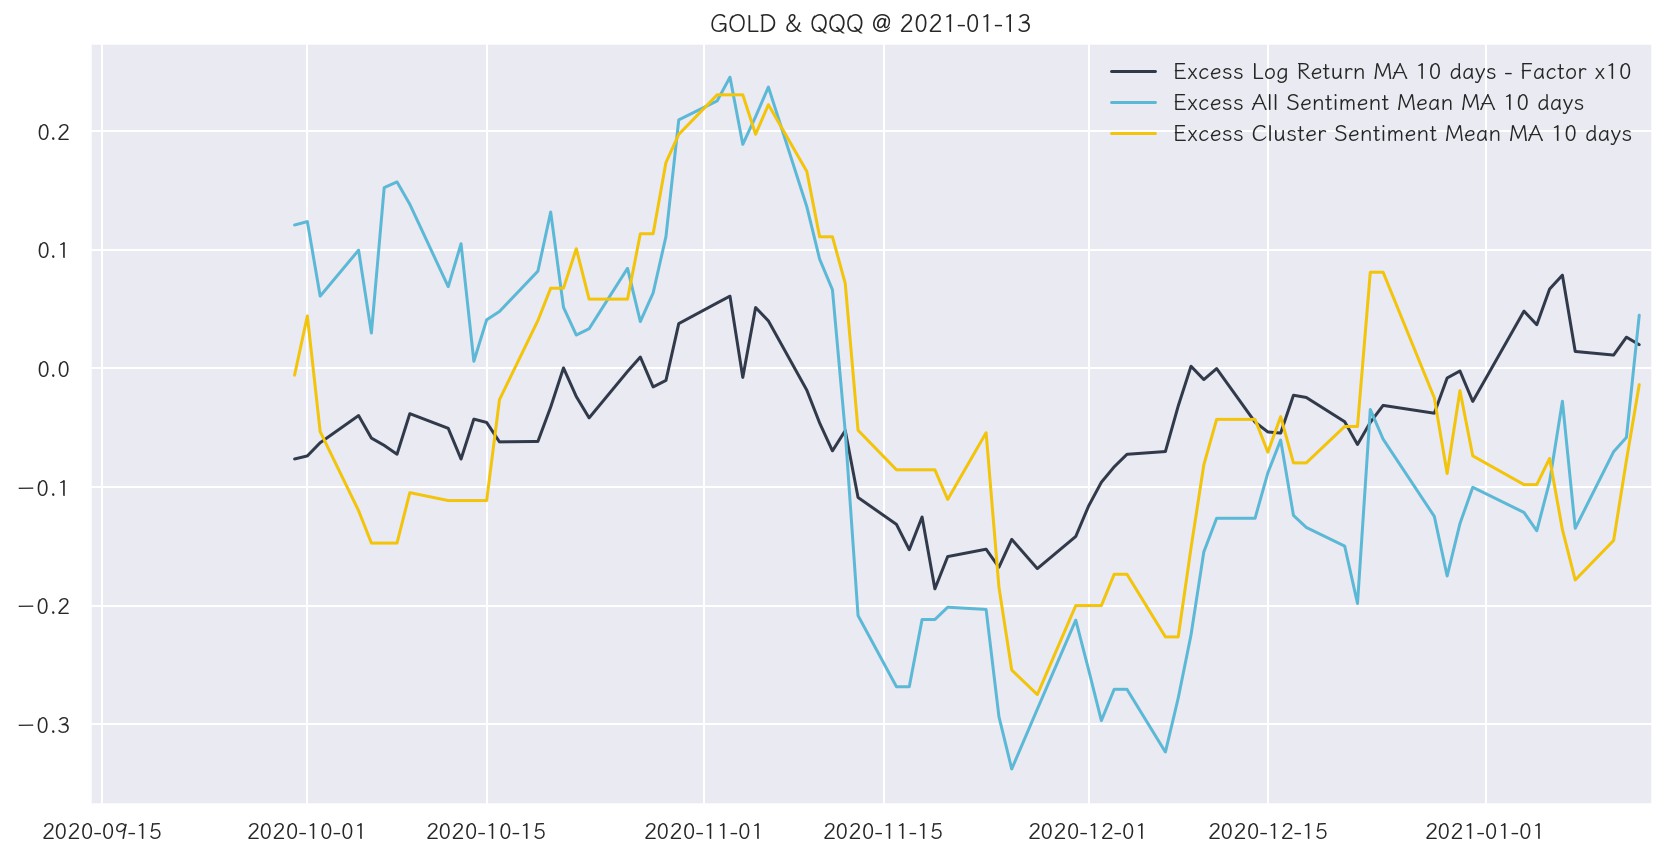 GOLD & QQQ @ 2021-01-13
Excess Log Return MA 10 days - Factor x10
Excess All Sentiment Mean MA 10 days
Excess Cluster Sentiment Mean MA 10 days
0.2
0.1
0.0
−0.1
−0.2
−0.3
2020-09-15 2020-10-01 2020-10-15 2020-11-01 2020-11-15 2020-12-01 2020-12-15 2021-01-01